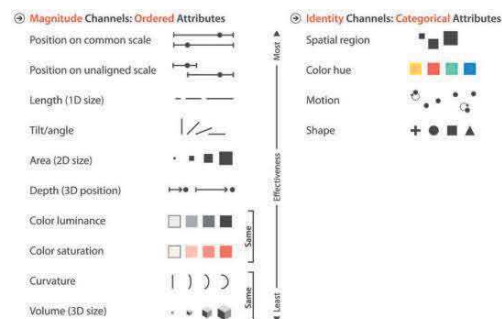 Magnitude Channels: Ordered Attributes
Position on common scale
Position on unaligned scale
Length (1D size)
Tilt/angle
Area (2D size)
Depth (3D position)
Color luminance
Color saturation
Curvature
Volume (3D size)
Same
Same
Most
Effectiveness
Least
Identity Channels: Categorical Attributes
Spatial region
Color hue
Motion
Shape